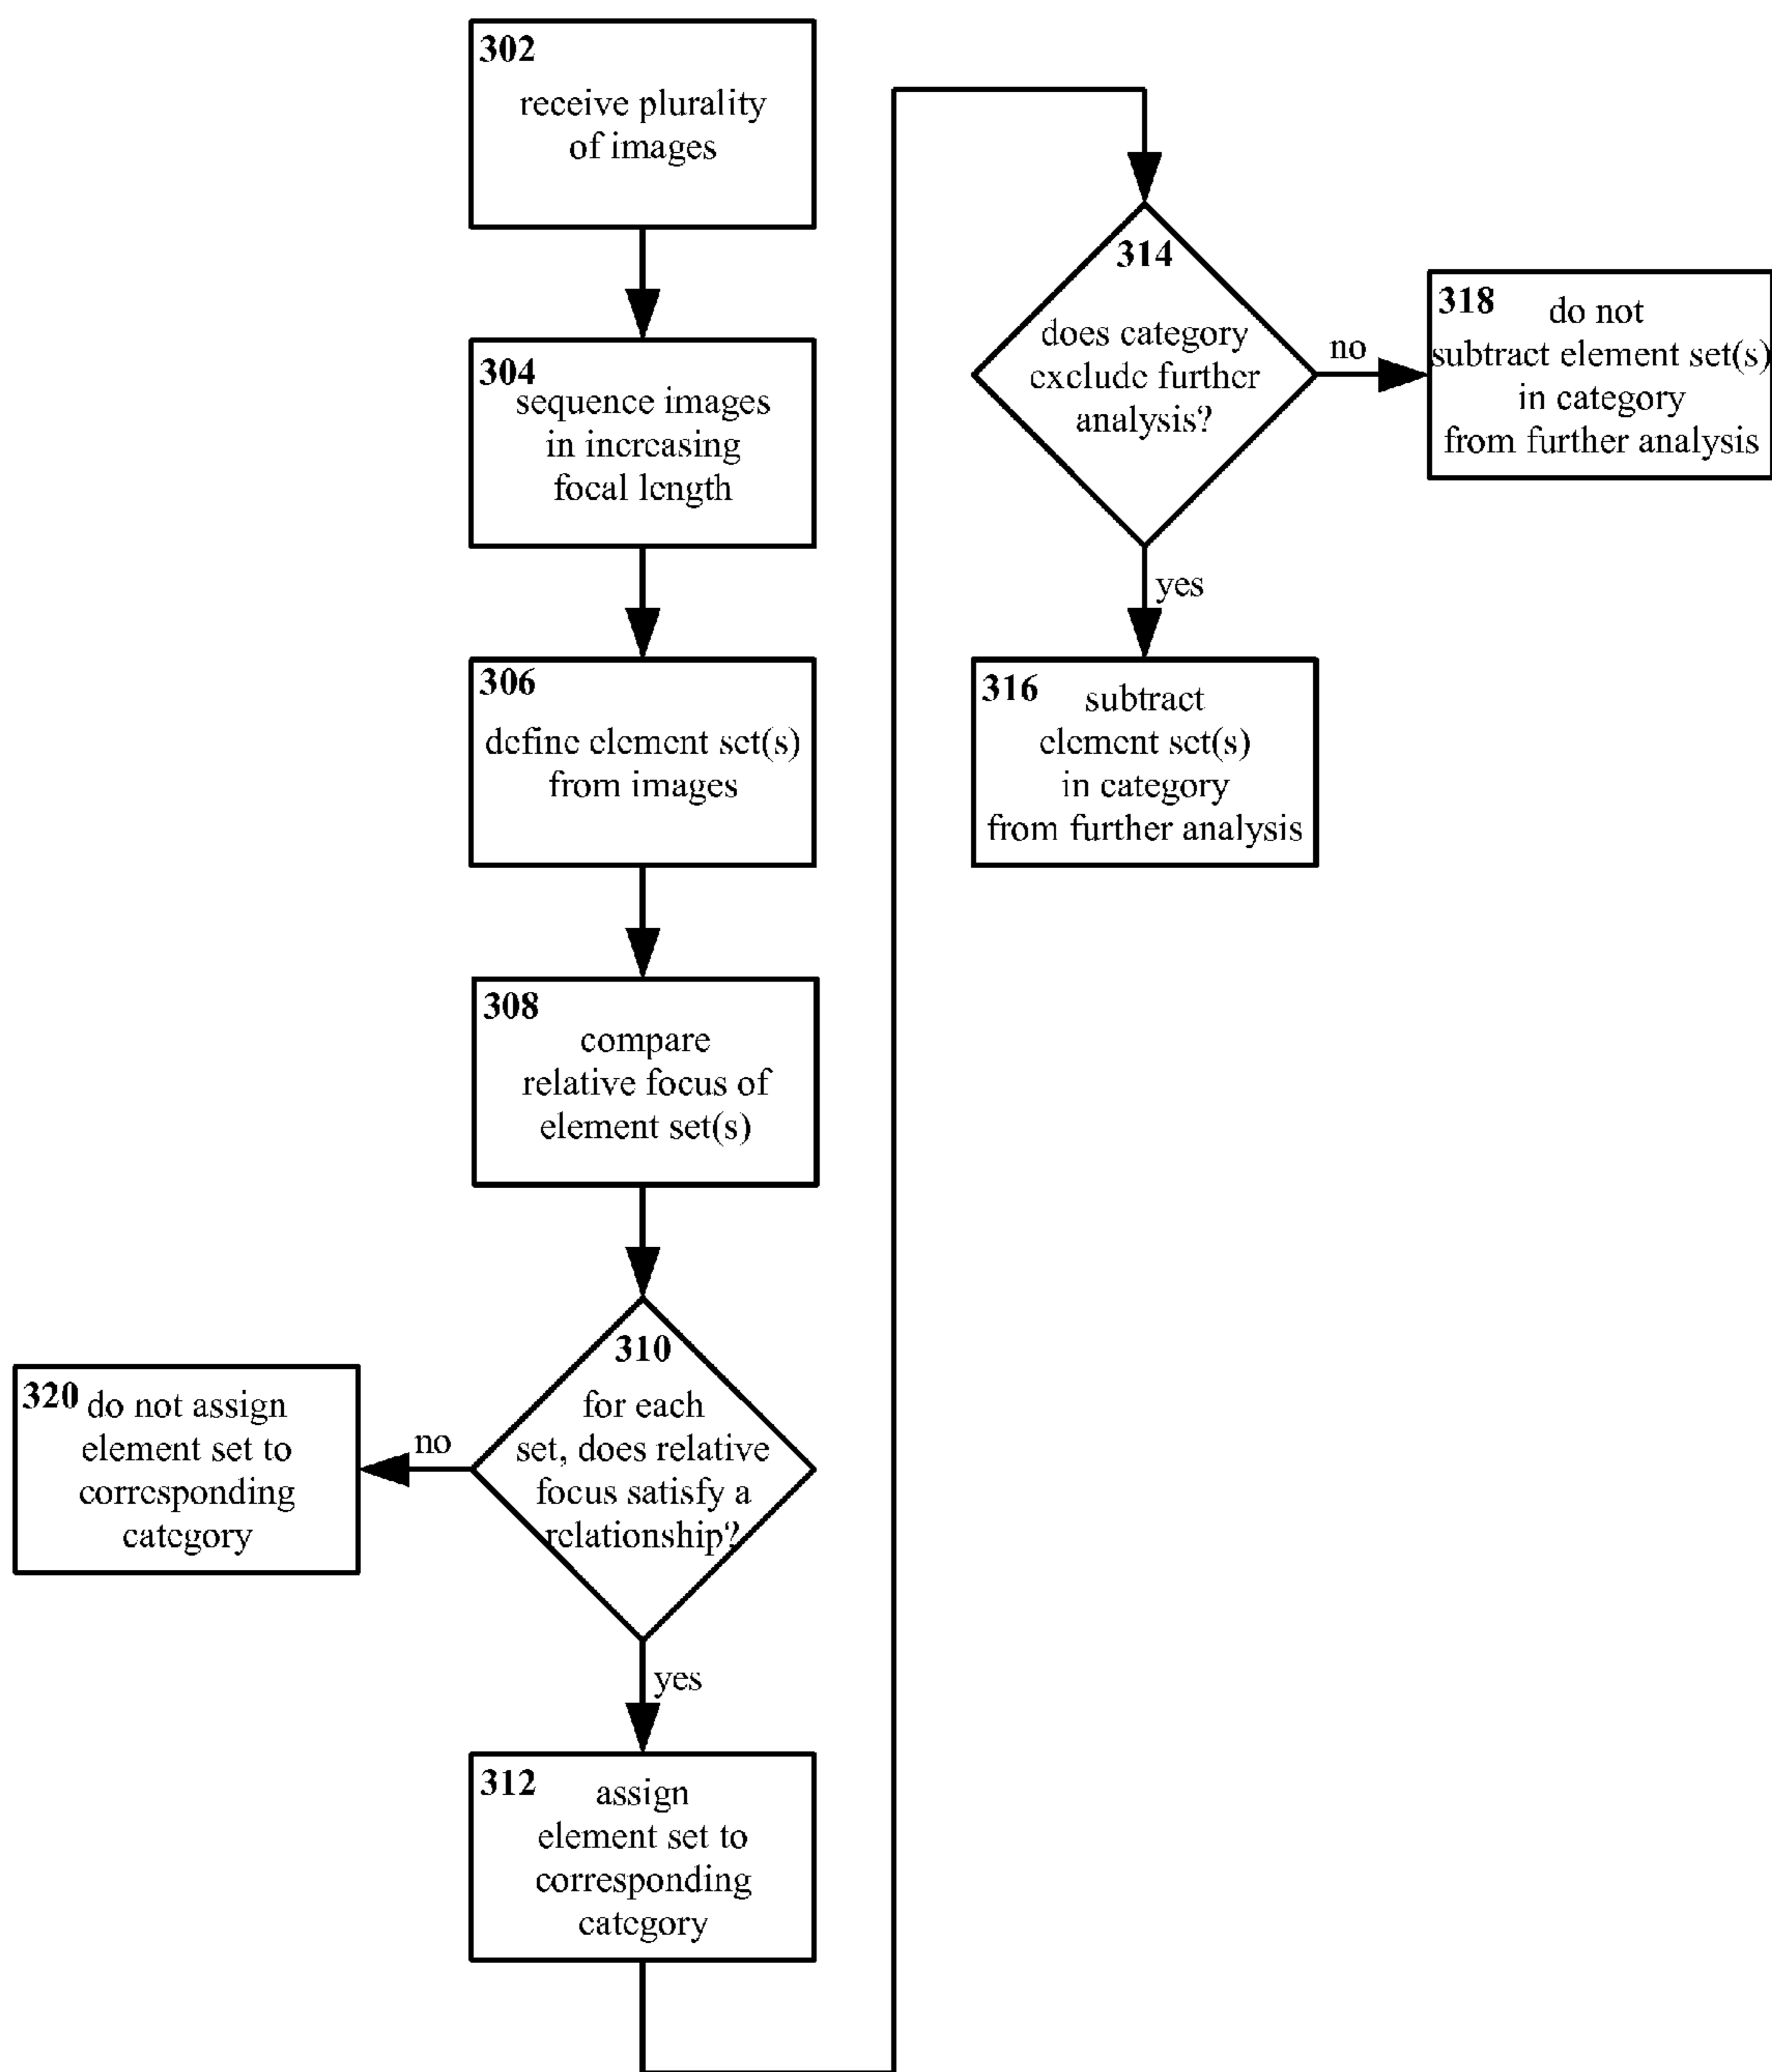 302
receive plurality
of images
304
sequence images
in increasing
focal length
306
define element set(s)
from images
308
compare
relative focus of
element set(s)
310
for each
set, does relative
focus satisfy a
relationship?
no
320 do not assign
element set to
corresponding
category
yes
312 assign
element set to
corresponding
category
314
does category
exclude further
analysis?
no
318 do not
subtract element set(s)
in category
from further analysis
yes
316 subtract
element set(s)
in category
from further analysis